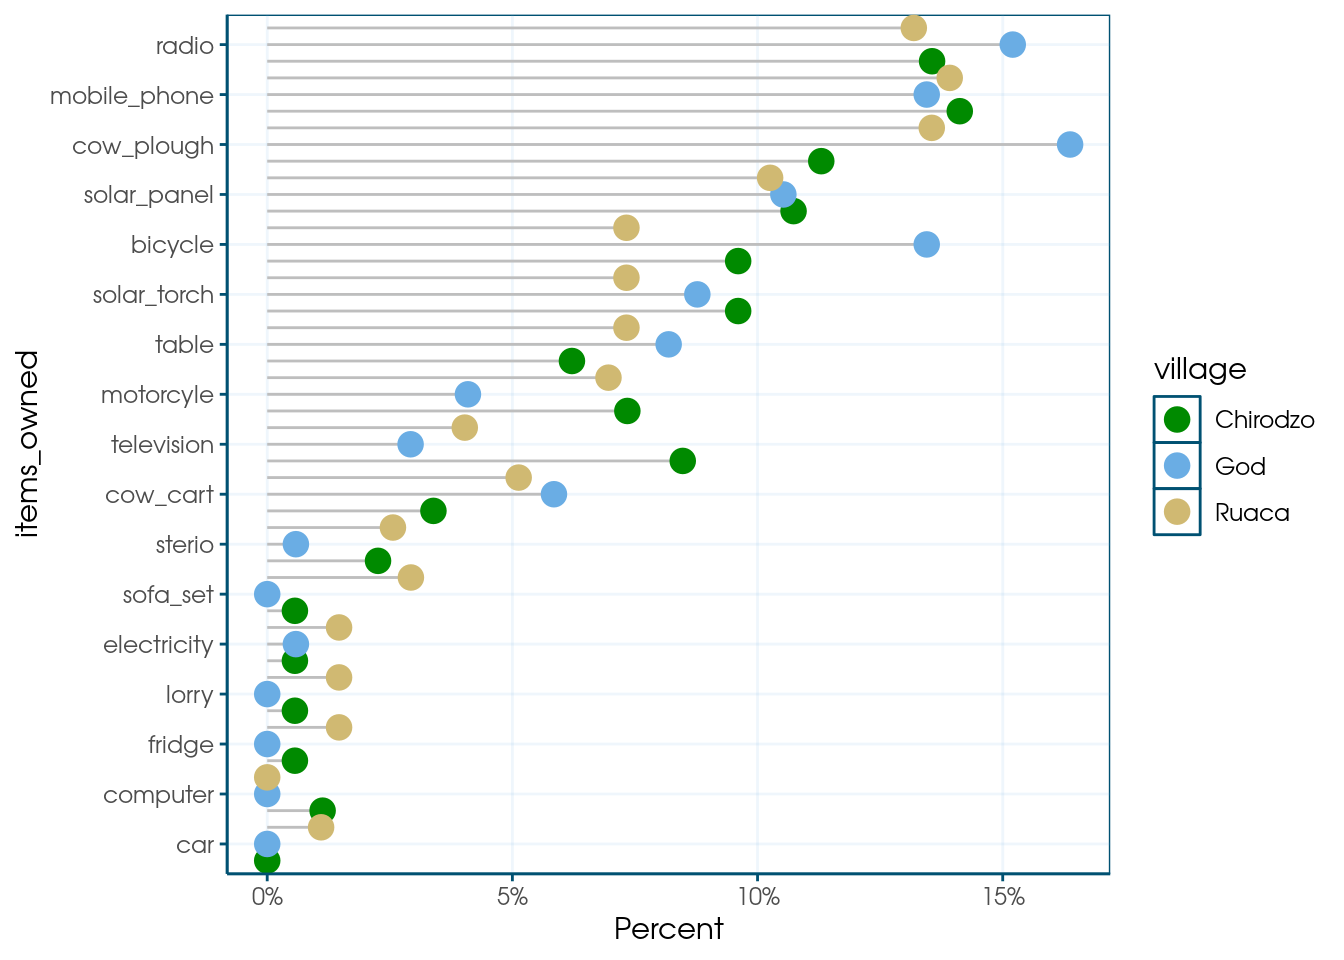 radio
mobile_phone
cow_plough
solar_panel
bicycle
solar_torch
table
motorcyle
television
cow_cart
sterio
sofa_set
electricity
lorry
fridge
computer
car
items_owned
0% 5% 10% 15%
Percent
village
Chirodzo
God
Ruaca